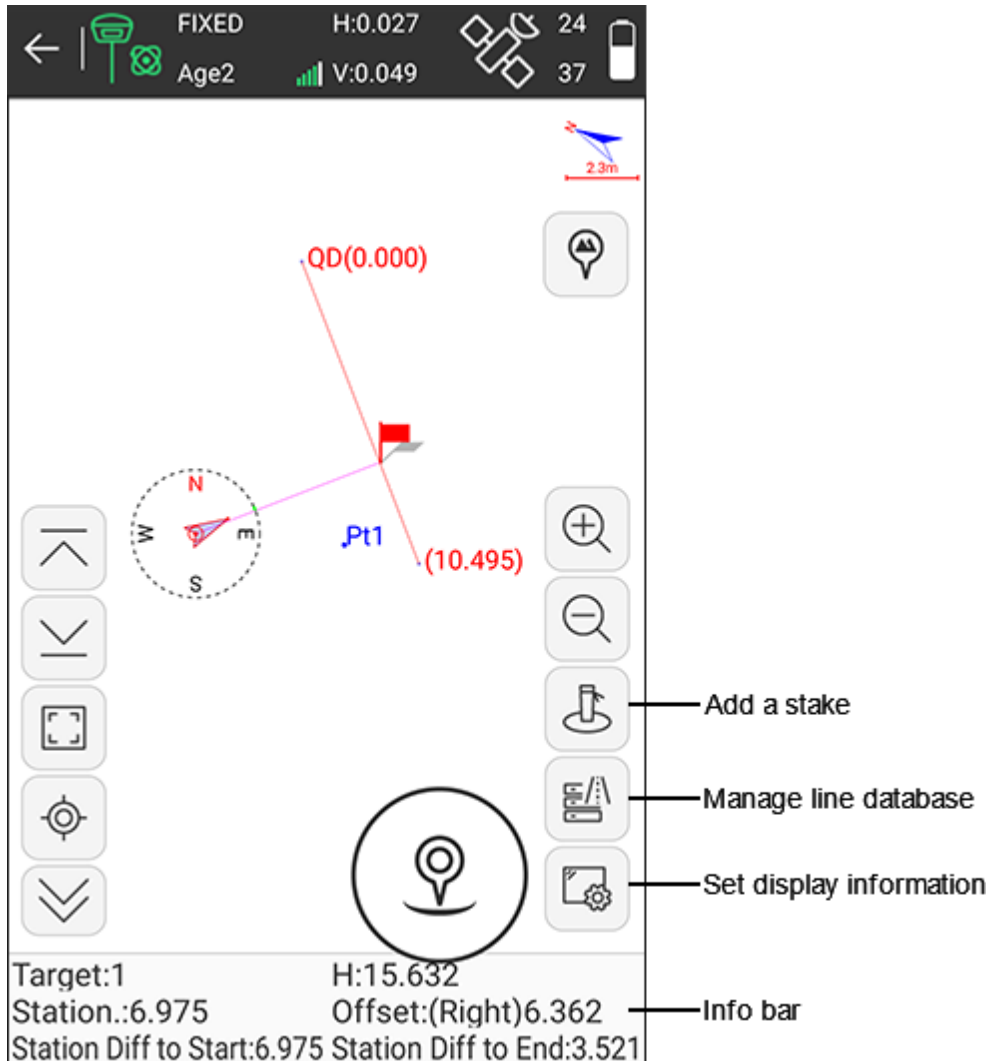 FIXED H:0.027 24
Age2 V:0.049 37
N
2.3m
QD(0.000)
N
W E
S
Pt1
(10.495)
Add a stake
Manage line database
Set display information
Target:1 H:15.632
Station.:6.975 Offset:(Right)6.362
Info bar
Station Diff to Start:6.975 Station Diff to End:3.521